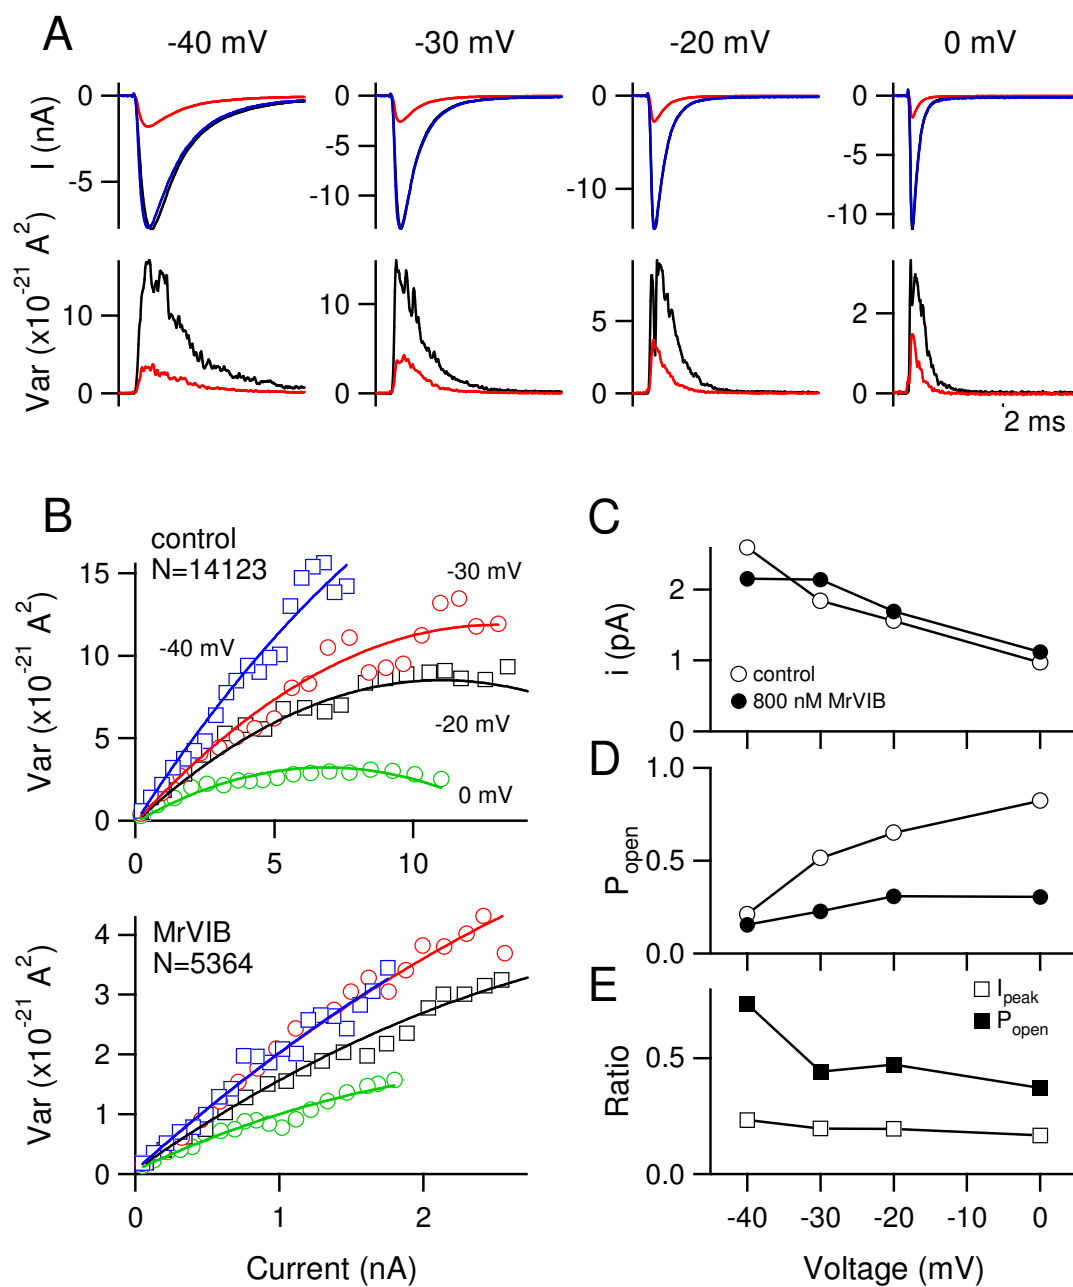 A
-40 mV
-30 mV
-20 mV
0 mV
I (nA)
0
-5
0
-5
-10
0
-10
0
-5
-10
Var (x10⁻²¹ A²)
10
0
10
0
5
0
2
0
2 ms
B
control
N=14123
-40 mV
-30 mV
-20 mV
0 mV
Var (x10⁻²¹ A²)
15
10
5
0
0
5
10
MrVIB
N=5364
Var (x10⁻²¹ A²)
4
3
2
1
0
0
1
2
Current (nA)
C
i (pA)
2
1
0
control
800 nM MrVIB
D
P_open
1.0
0.5
0.0
E
Ratio
0.5
0.0
I_peak
P_open
-40
-30
-20
-10
0
Voltage (mV)